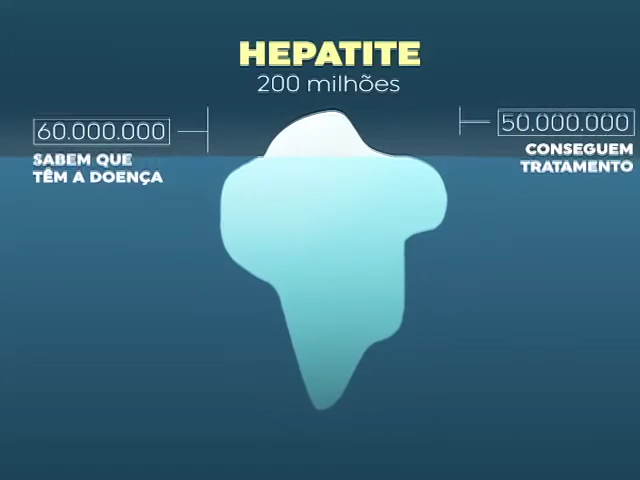 HEPATITE
200 milhões
60.000.000
SABEM QUE
TÊM A DOENÇA
50.000.000
CONSEGUEM
TRATAMENTO